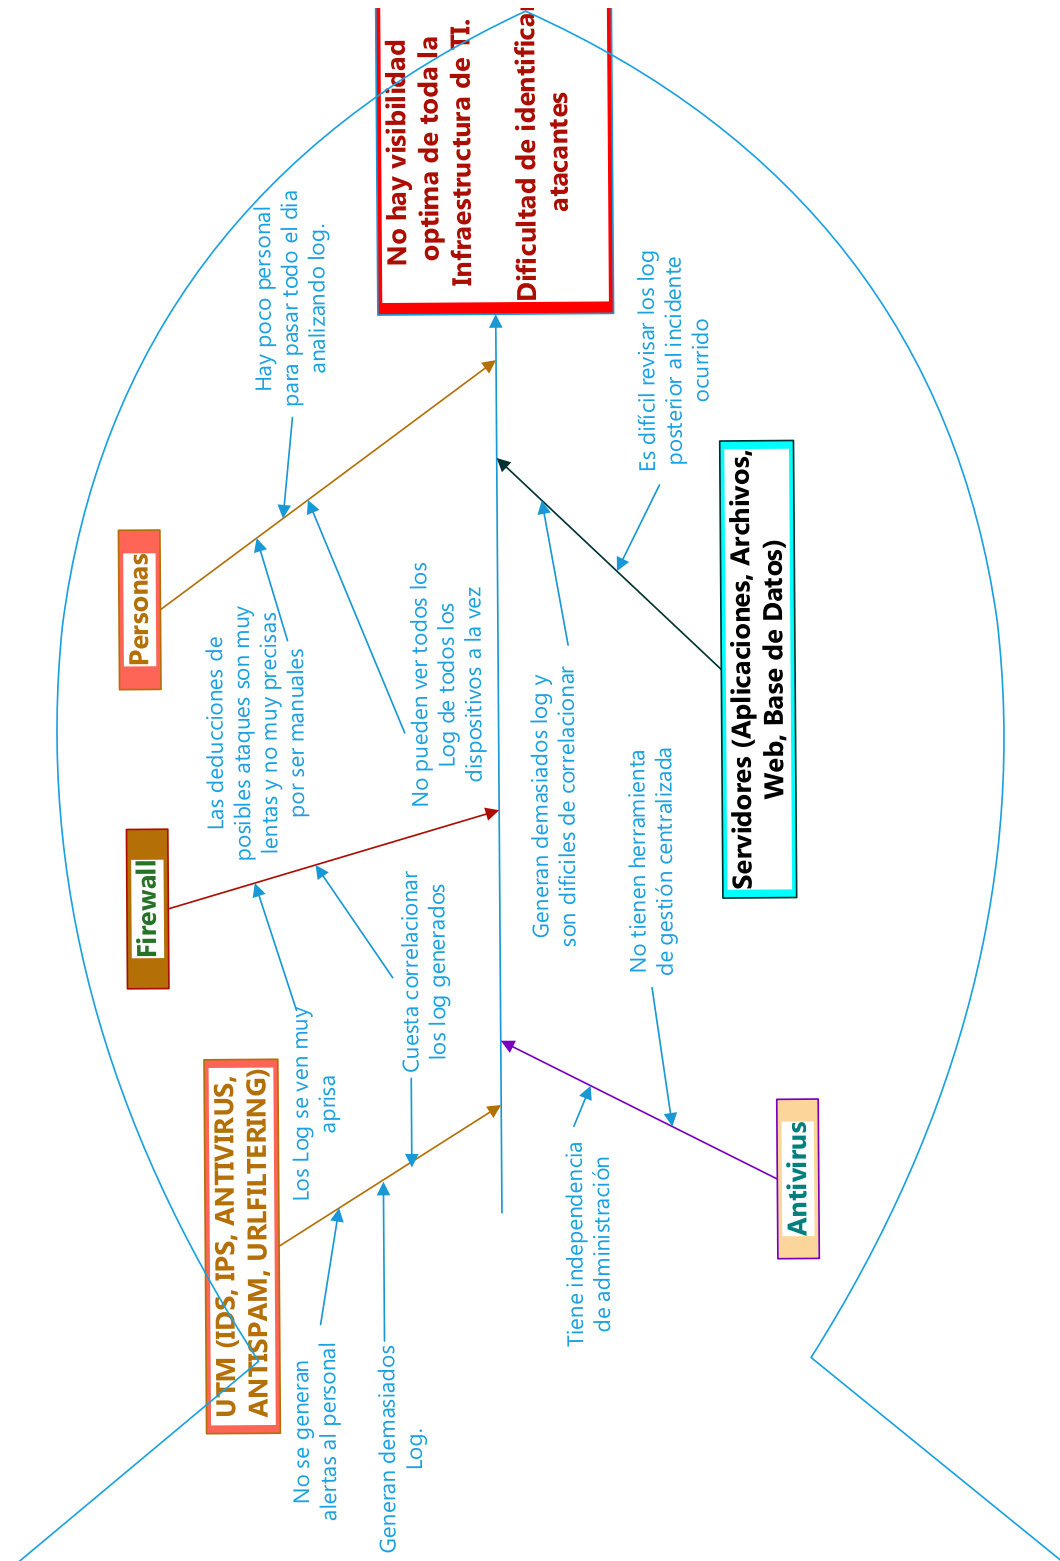 UTM (IDS, IPS, ANTIVIRUS,
ANTISPAM, URLFILTERING)
Firewall
Personas
No se generan
alertas al personal
Generan demasiados
Log.
Los Log se ven muy
aprisa
Cuesta correlacionar
los log generados
Las deducciones de
posibles ataques son muy
lentas y no muy precisas
por ser manuales
No pueden ver todos los
Log de todos los
dispositivos a la vez
Hay poco personal
para pasar todo el dia
analizando log.
No hay visibilidad
optima de toda la
Infraestructura de TI.
Dificultad de identifica
atacantes
Tiene independencia
de administración
No tienen herramienta
de gestión centralizada
Generan demasiados log y
son dificiles de correlacionar
Es difícil revisar los log
posterior al incidente
ocurrido
Antivirus
Servidores (Aplicaciones, Archivos,
Web, Base de Datos)